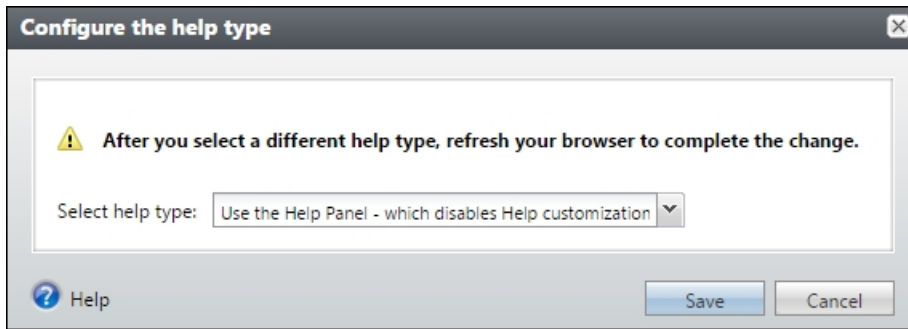 Configure the help type
After you select a different help type, refresh your browser to complete the change.
Select help type: Use the Help Panel - which disables Help customization
Help Save Cancel